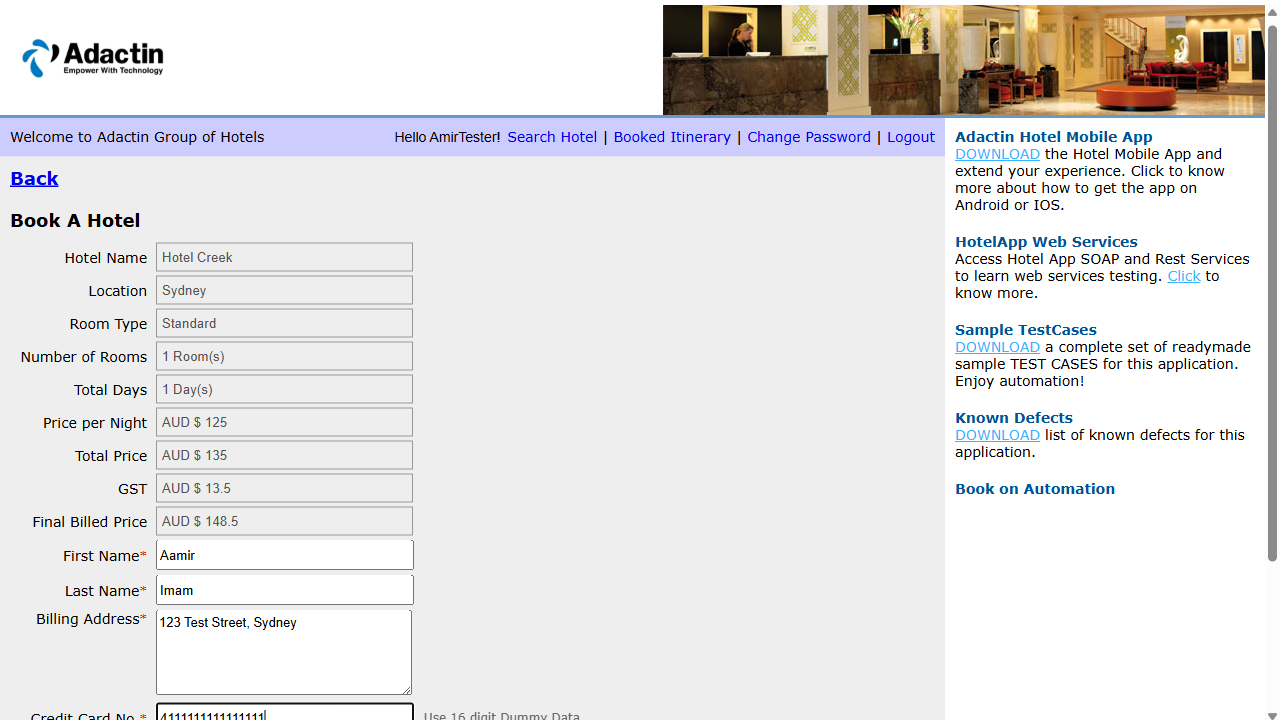 Adactin
Empower With Technology
Welcome to Adactin Group of Hotels
Hello AmirTester! Search Hotel | Booked Itinerary | Change Password | Logout
Back
Book A Hotel
Hotel Name Hotel Creek
Location Sydney
Room Type Standard
Number of Rooms 1 Room(s)
Total Days 1 Day(s)
Price per Night AUD $ 125
Total Price AUD $ 135
GST AUD $ 13.5
Final Billed Price AUD $ 148.5
First Name* Aamir
Last Name* Imam
Billing Address* 123 Test Street, Sydney
Credit Card No.* 4111111111111111 Use 16 digit Dummy Data
Adactin Hotel Mobile App
DOWNLOAD the Hotel Mobile App and
extend your experience. Click to know
more about how to get the app on
Android or IOS.
HotelApp Web Services
Access Hotel App SOAP and Rest Services
to learn web services testing. Click to
know more.
Sample TestCases
DOWNLOAD a complete set of readymade
sample TEST CASES for this application.
Enjoy automation!
Known Defects
DOWNLOAD list of known defects for this
application.
Book on Automation